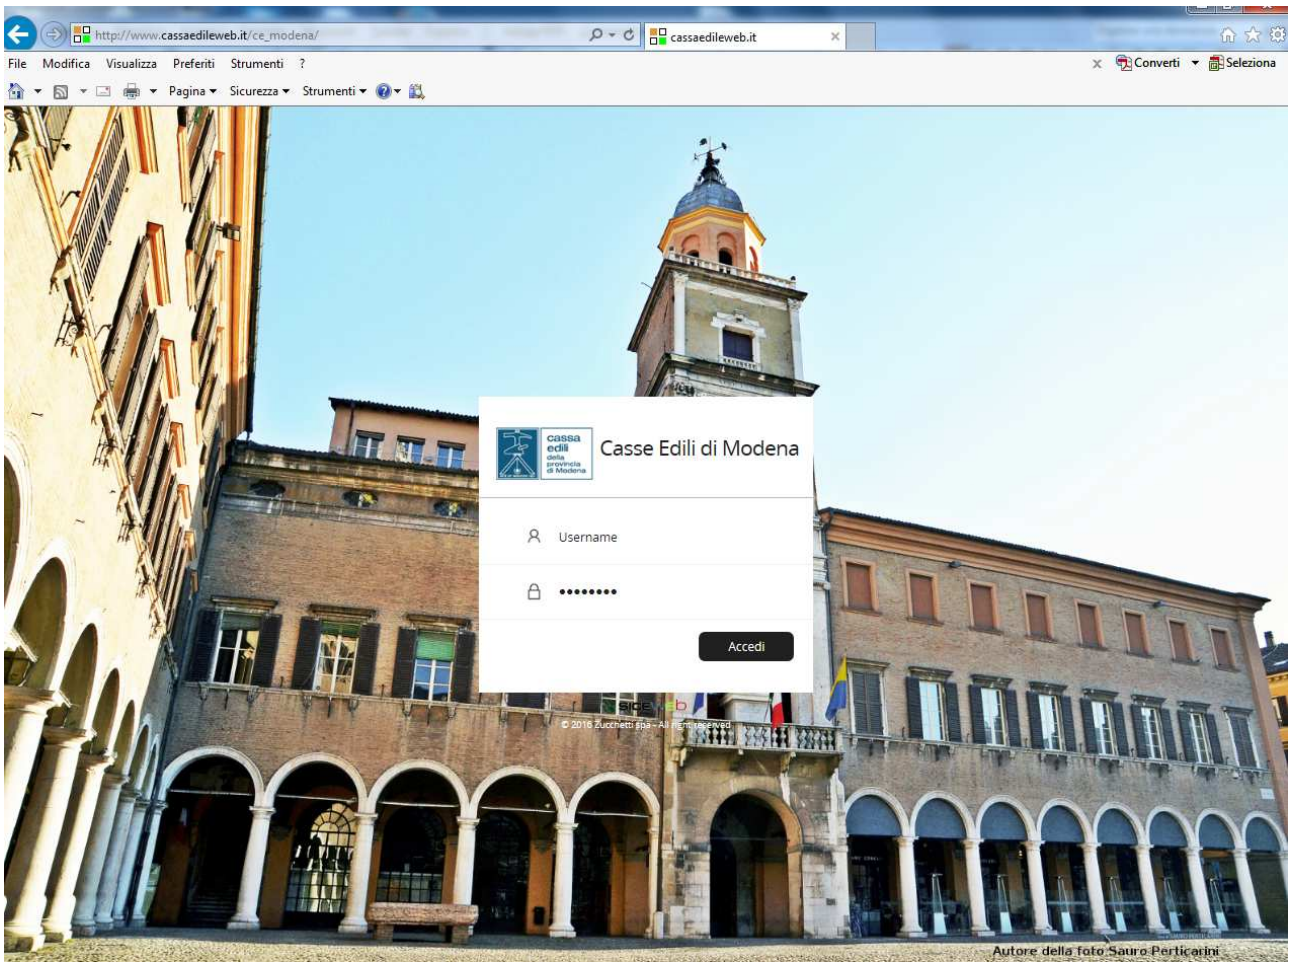 http://www.cassaedileweb.it/ce_modena/
cassaedileweb.it
File Modifica Visualizza Preferiti Strumenti ?
Converti Seleziona
Pagina Sicurezza Strumenti
cassa
edili
della
provincia
di Modena
Casse Edili di Modena
Username
Accedi
SICEWEB
© 2016 Zucchetti spa - All right reserved
Autore della foto Sauro Perticarini